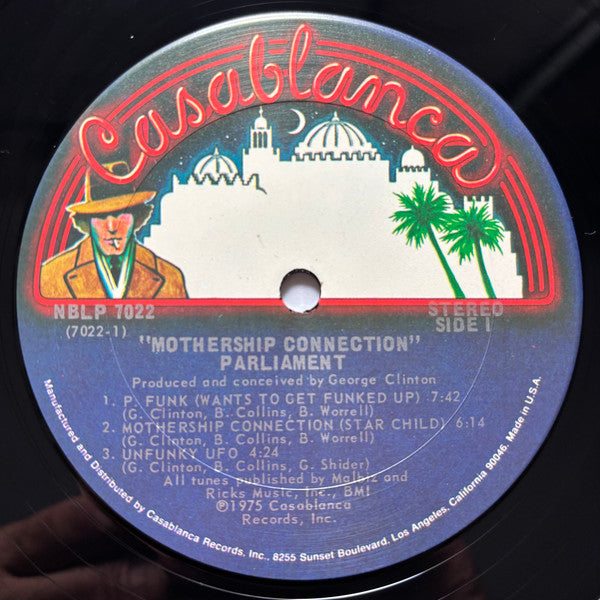 Casablanca
NBLP 7022
(7022-1)
STEREO
SIDE I
"MOTHERSHIP CONNECTION"
PARLIAMENT
Produced and conceived by George Clinton
1. P. FUNK (WANTS TO GET FUNKED UP) 7:42
(G. Clinton, B. Collins, B. Worrell)
2. MOTHERSHIP CONNECTION (STAR CHILD) 6:14
(G. Clinton, B. Collins, B. Worrell)
3. UNFUNKY UFO 4:24
(G. Clinton, B. Collins, G. Shider)
All tunes published by Malbiz and
Ricks Music, Inc., BMI
℗1975 Casablanca
Records, Inc.
Manufactured and Distributed by Casablanca Records, Inc., 8255 Sunset Boulevard, Los Angeles, California 90046. Made in U.S.A.